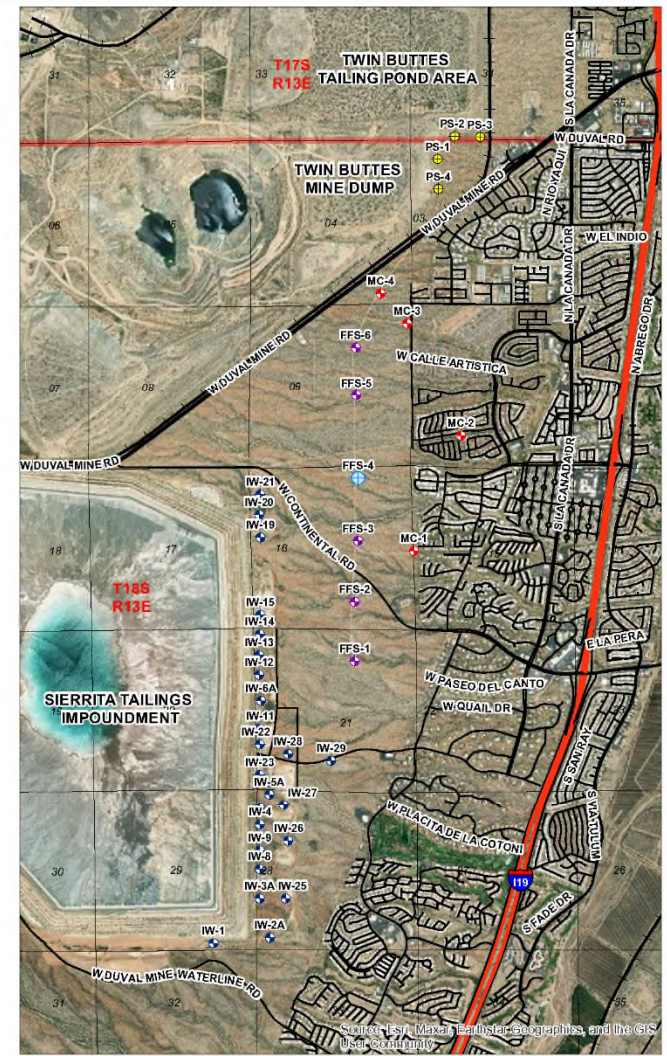 31
32
33
T17S
R13E
TWIN BUTTES
TAILING POND AREA
31
35
S LA CANADA DR
PS-2
PS-3
W DUVAL RD
PS-1
TWIN BUTTES
MINE DUMP
PS-4
N RIO YAQUI
06
05
04
03
W DUVAL MINE RD
W EL INDIO
N LA CANADA DR
N ABREGO DR
MC-4
MC-3
FFS-6
W DUVAL MINE RD
W CALLE ARTISTICA
07
08
09
FFS-5
MC-2
S LA CANADA DR
W DUVAL MINE RD
FFS-4
IW-21
IW-20
IW-19
W CONTINENTAL RD
18
17
16
FFS-3
MC-1
T18S
R13E
FFS-2
IW-15
IW-14
E LA PERA
IW-13
FFS-1
IW-12
W PASEO DEL CANTO
IW-6A
SIERRITA TAILINGS
IMPOUNDMENT
W QUAIL DR
IW-11
21
22
23
IW-22
IW-28
IW-29
S SAN RAY
IW-23
IW-5A
IW-27
S VIA TULUM
IW-4
W PLACITA DE LA COTONI
IW-26
IW-9
IW-8
30
29
28
26
I19
IW-3A
IW-25
S FADE DR
IW-1
IW-2A
W DUVAL MINE WATERLINE RD
31
32
33
34
35
Source: Esri, Maxar, Earthstar Geographics, and the GIS
User Community